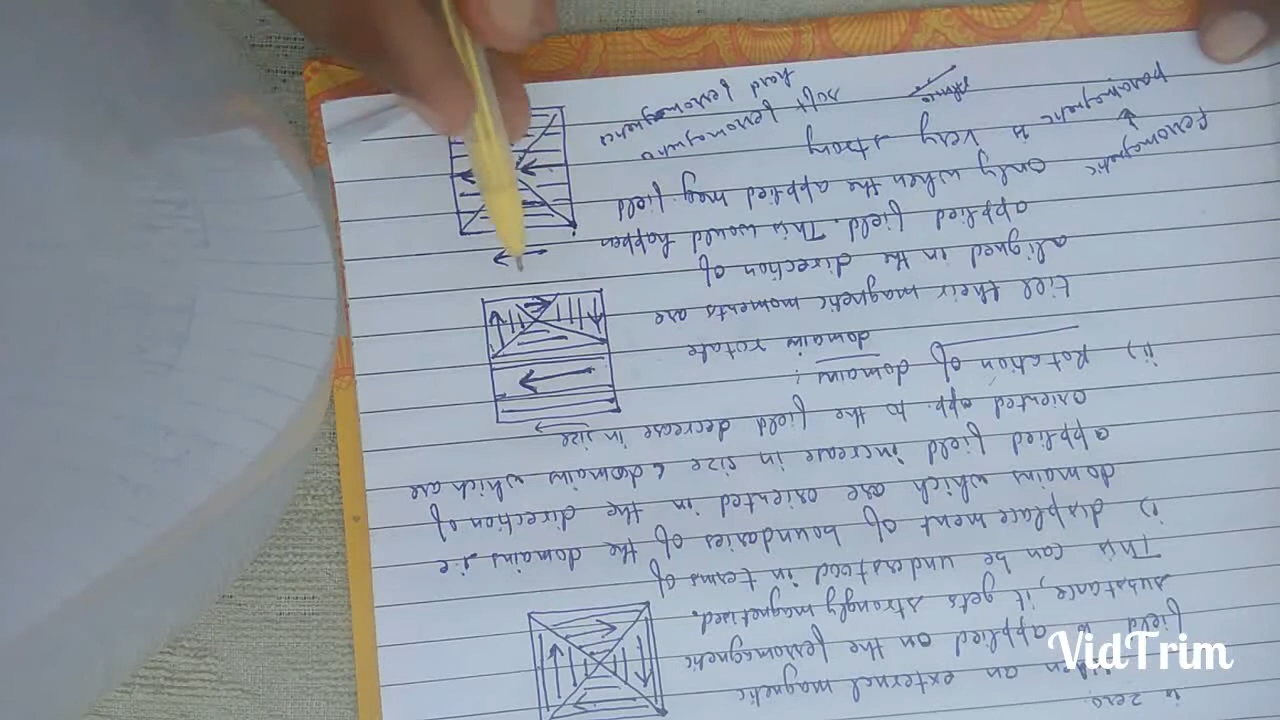 is zero.
When an external magnetic
field is applied on the ferromagnetic
substance, it gets strongly magnetised.
This can be understood in terms of
i) displacement of boundaries of the domains i.e
domains which are oriented in the direction of
applied field increase in size & domains which are
oriented opp. to the field decrease in size
ii) Rotation of domains:
domain rotate
till their magnetic moments are
aligned in the direction of
applied field. This would happen
only when the applied mag. field
is very strong
ferromagnetic
paramagnetic
soft ferromagnetic
hard ferromagnetic
VidTrim